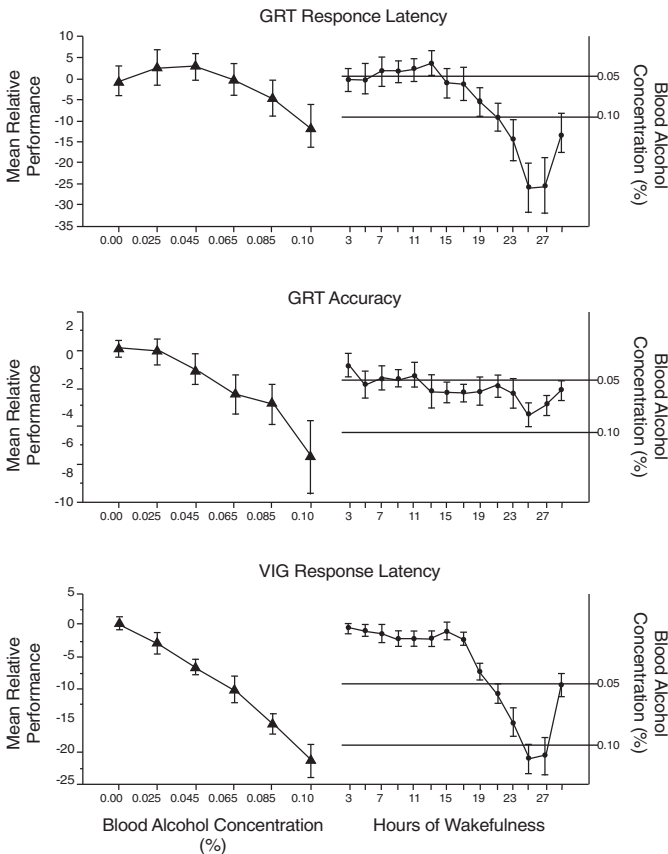 GRT Responce Latency
10
5
0
-5
-10
-15
-20
-25
-30
-35
Mean Relative
Performance
0.05
0.10
Blood Alcohol
Concentration (%)
0.00 0.025 0.045 0.065 0.085 0.10 3 7 11 15 19 23 27
GRT Accuracy
2
0
-2
-4
-6
-8
-10
Mean Relative
Performance
0.05
0.10
Blood Alcohol
Concentration (%)
0.00 0.025 0.045 0.065 0.085 0.10 3 7 11 15 19 23 27
VIG Response Latency
5
0
-5
-10
-15
-20
-25
Mean Relative
Performance
0.05
0.10
Blood Alcohol
Concentration (%)
0.00 0.025 0.045 0.065 0.085 0.10 3 7 11 15 19 23 27
Blood Alcohol Concentration
(%)
Hours of Wakefulness